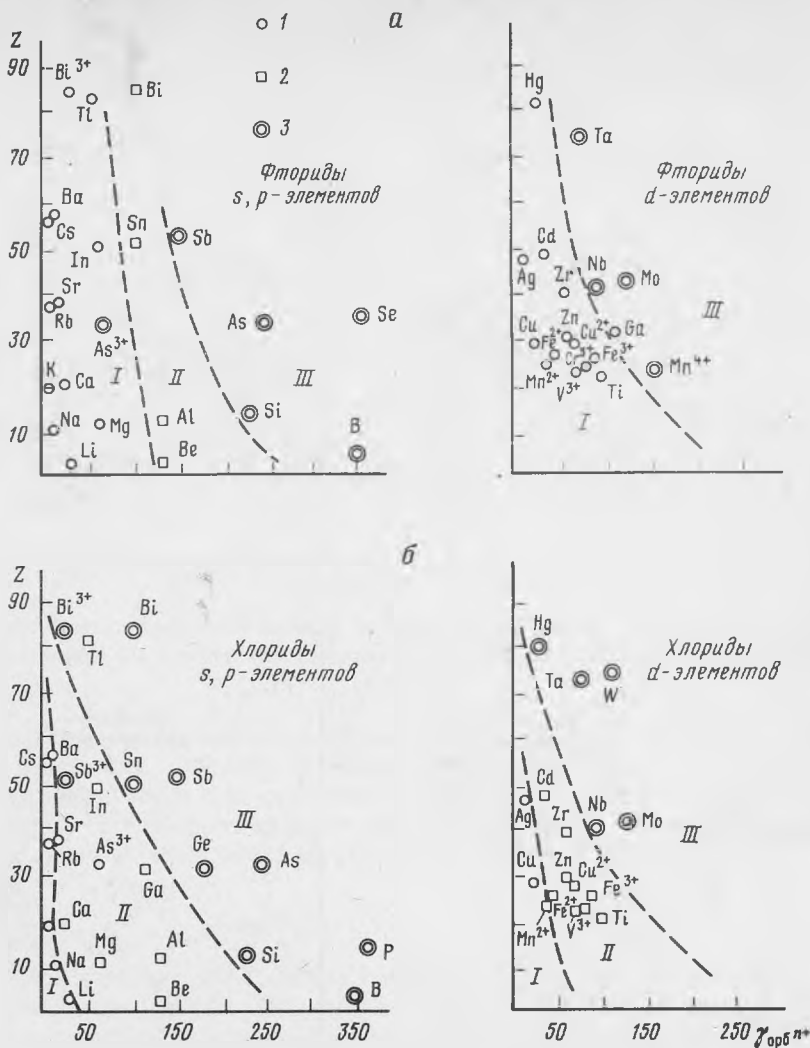 а
1
2
3
Z
90
70
50
30
10
Фториды
s, p-элементов
Bi³⁺
Tl
Bi
Ba
Cs
In
Sn
Sb
Sr
Rb
As³⁺
As
Se
K
Ca
I
II
III
Na
Mg
Al
Si
Li
Be
B
Фториды
d-элементов
Hg
Ta
Cd
Ag
Zr
Nb
Mo
III
Cu
Zn
Cu²⁺
Ga
Fe²⁺
Cr³⁺
Fe³⁺
Mn⁴⁺
Mn²⁺
V³⁺
Ti
I
б
Z
90
70
50
30
10
Хлориды
s, p-элементов
Bi³⁺
Bi
Tl
Cs
Ba
Sb³⁺
In
Sn
Sb
Sr
Rb
As³⁺
III
Ge
As
Ga
Ca
II
Mg
Al
Si
P
I
Na
Li
Be
B
50
150
250
350
Хлориды
d-элементов
Hg
Ta
W
Cd
Ag
Zr
Nb
Mo
III
Cu
Zn
Cu²⁺
Fe³⁺
Mn²⁺
Fe²⁺
V³⁺
Ti
I
II
50
150
250
γорбⁿ⁺